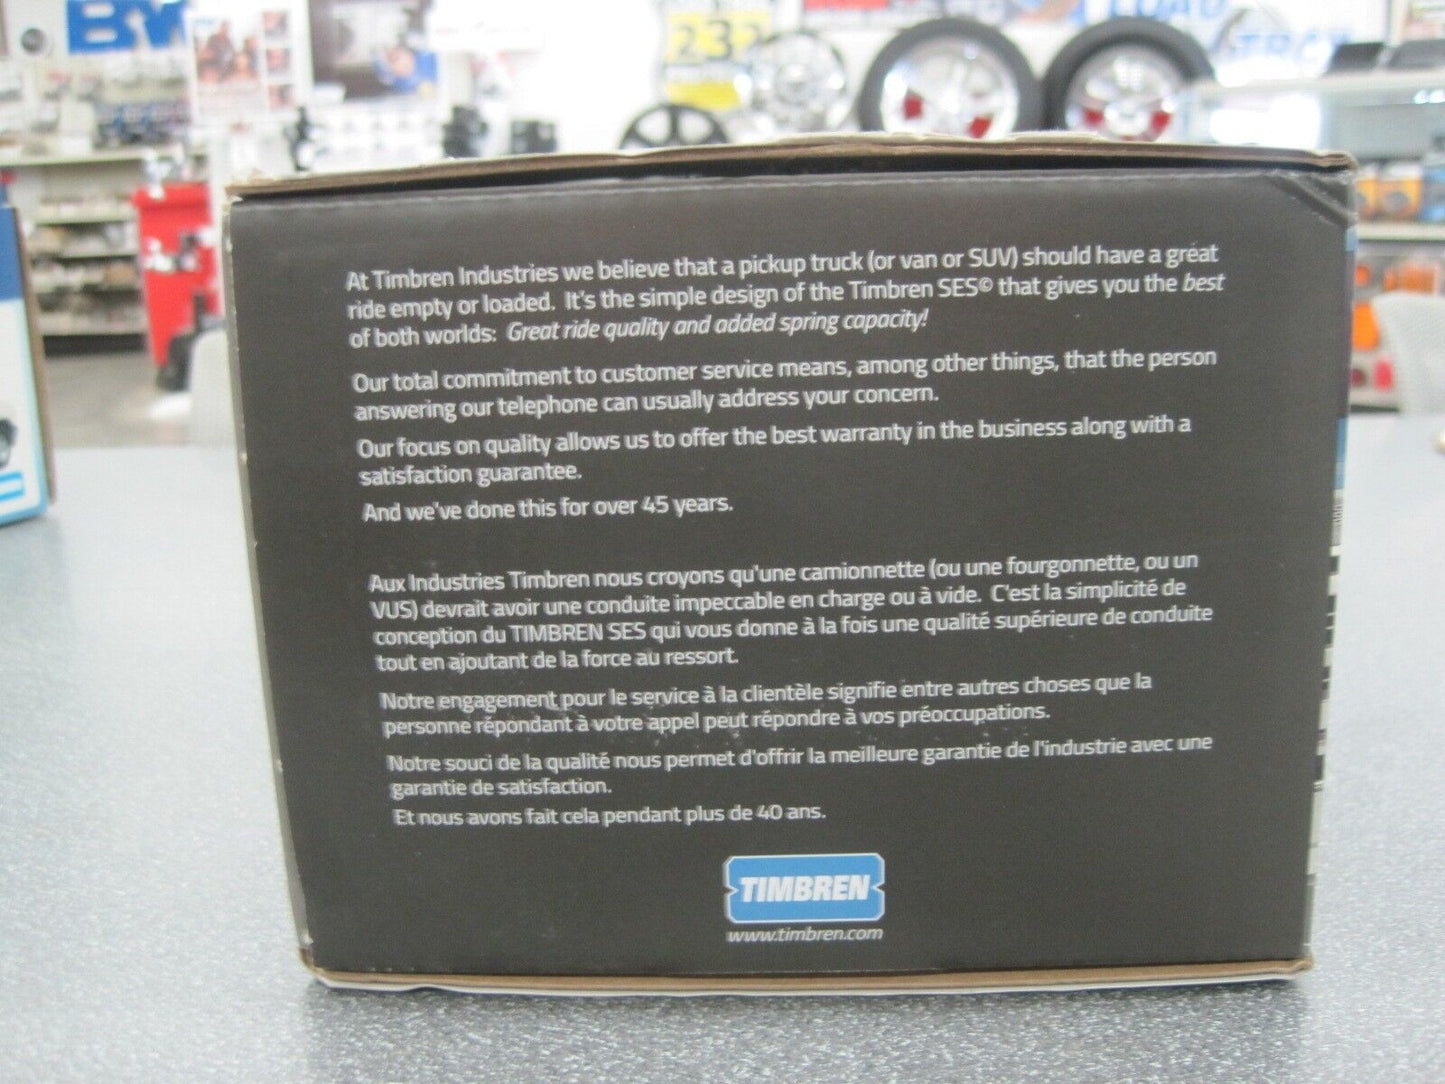 232
LOAD
At Timbren Industries we believe that a pickup truck (or van or SUV) should have a great
ride empty or loaded. It's the simple design of the Timbren SES© that gives you the best
of both worlds: Great ride quality and added spring capacity!
Our total commitment to customer service means, among other things, that the person
answering our telephone can usually address your concern.
Our focus on quality allows us to offer the best warranty in the business along with a
satisfaction guarantee.
And we've done this for over 45 years.
Aux Industries Timbren nous croyons qu'une camionnette (ou une fourgonnette, ou un
VUS) devrait avoir une conduite impeccable en charge ou à vide. C'est la simplicité de
conception du TIMBREN SES qui vous donne à la fois une qualité supérieure de conduite
tout en ajoutant de la force au ressort.
Notre engagement pour le service à la clientèle signifie entre autres choses que la
personne répondant à votre appel peut répondre à vos préoccupations.
Notre souci de la qualité nous permet d'offrir la meilleure garantie de l'industrie avec une
garantie de satisfaction.
Et nous avons fait cela pendant plus de 40 ans.
TIMBREN
www.timbren.com